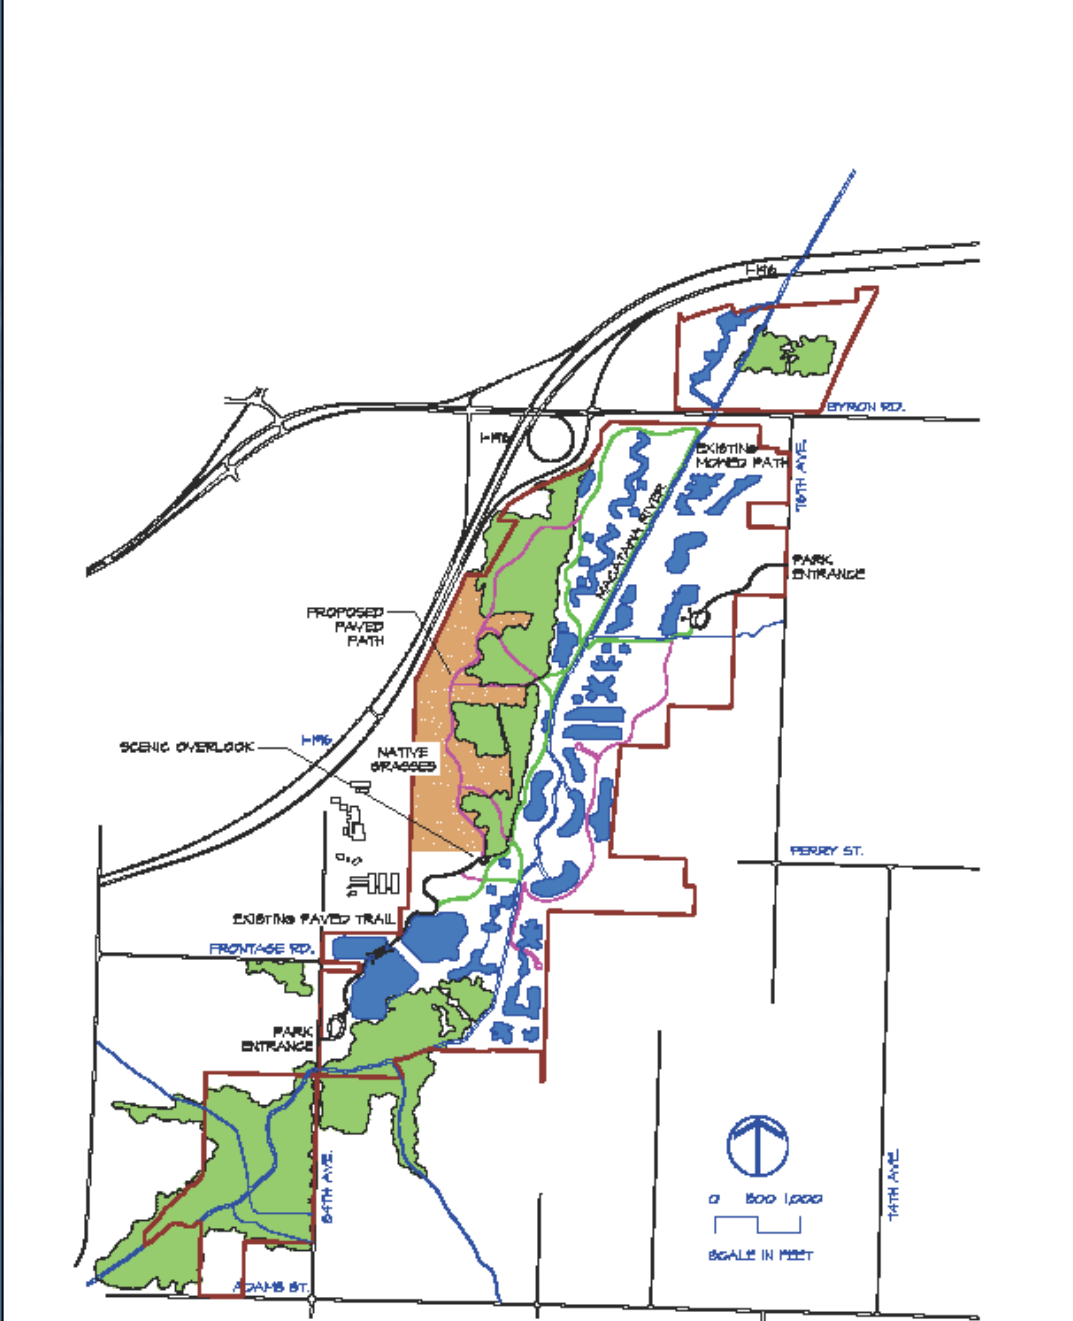 I-196
BYRON RD.
I-196
EXISTING
MOWED PATH
76TH AVE.
MACATAWA RIVER
PARK
ENTRANCE
PROPOSED
PAVED
PATH
I-196
SCENIC OVERLOOK
NATIVE
GRASSES
PERRY ST.
EXISTING PAVED TRAIL
FRONTAGE RD.
PARK
ENTRANCE
84TH AVE.
74TH AVE.
0 500 1,000
SCALE IN FEET
ADAMS ST.